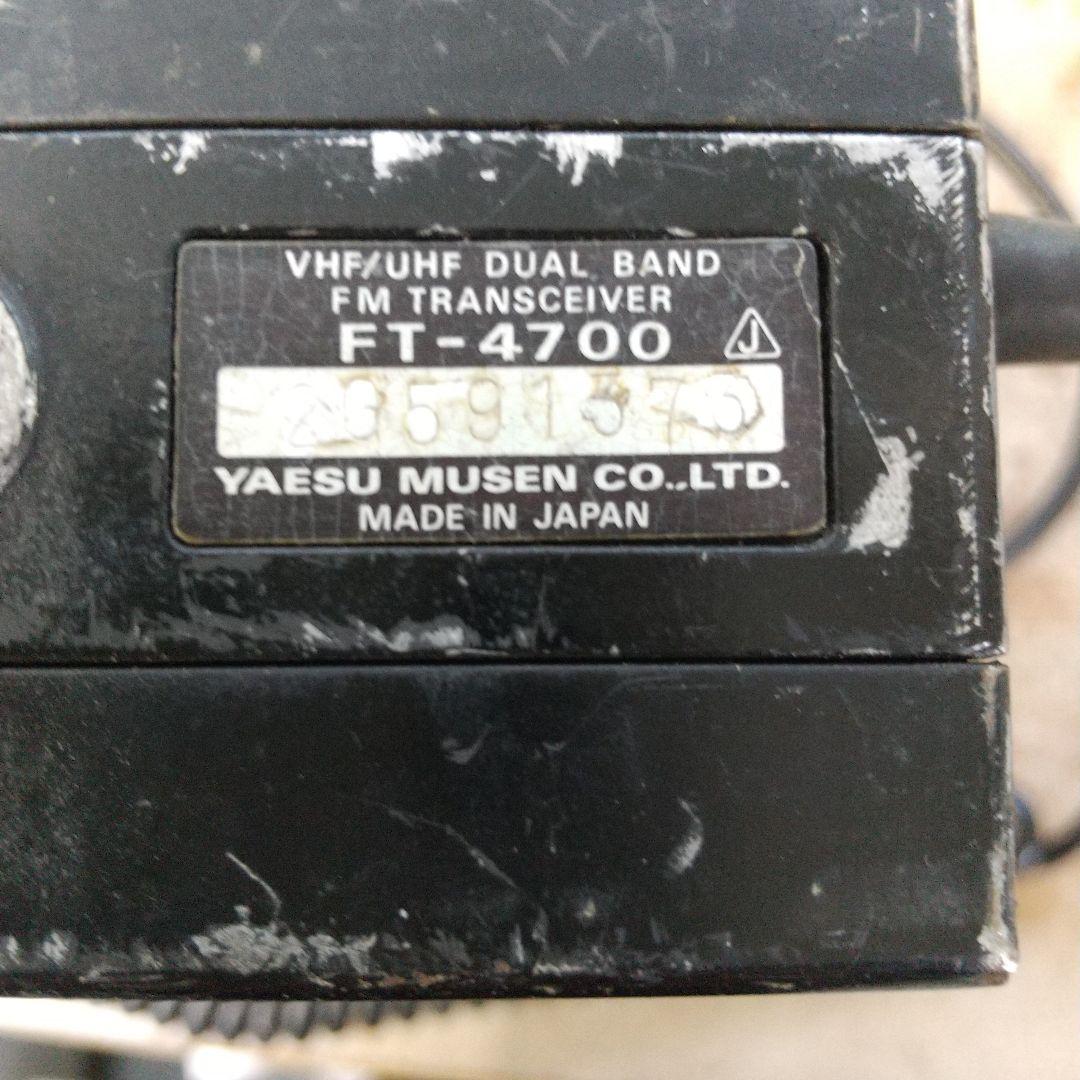 VHF/UHF DUAL BAND
FM TRANSCEIVER
FT-4700 J
YAESU MUSEN CO.,LTD.
MADE IN JAPAN